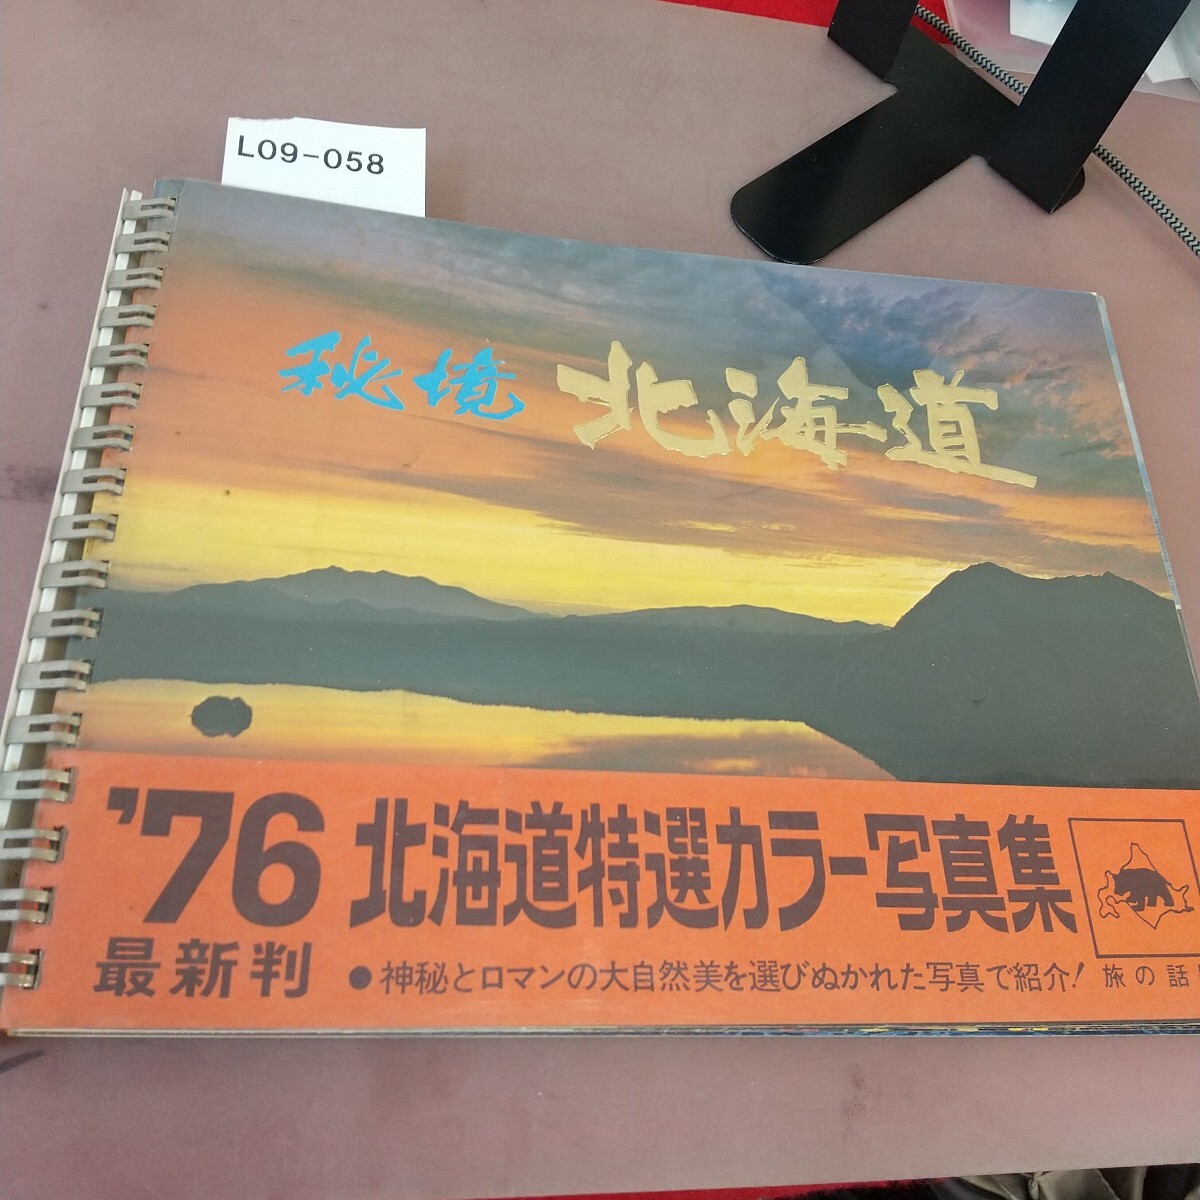 L09-058
秘境 北海道
'76 北海道特選カラー写真集
最新判 ●神秘とロマンの大自然美を選びぬかれた写真で紹介! 旅の話